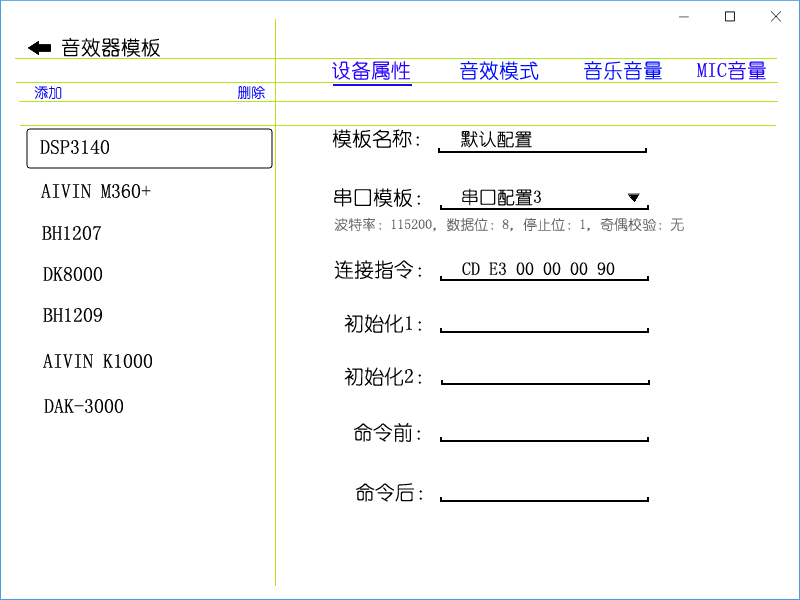 音效器模板
设备属性 音效模式 音乐音量 MIC音量
添加 删除
DSP3140
AIVIN M360+
BH1207
DK8000
BH1209
AIVIN K1000
DAK-3000
模板名称: 默认配置
串口模板: 串口配置3
波特率: 115200, 数据位: 8, 停止位: 1, 奇偶校验: 无
连接指令: CD E3 00 00 00 90
初始化1:
初始化2:
命令前:
命令后: